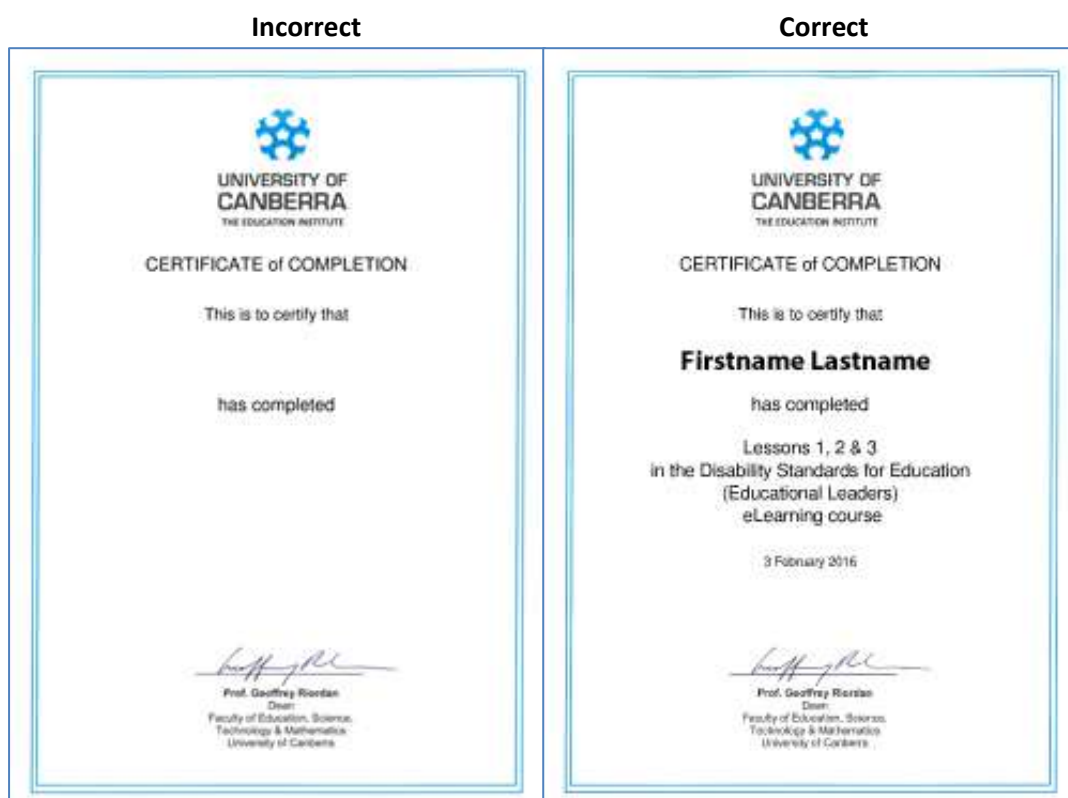 Incorrect
UNIVERSITY OF
CANBERRA
THE EDUCATION INSTITUTE
CERTIFICATE of COMPLETION
This is to certify that
has completed
Prof. Geoffrey Riordan
Dean
Faculty of Education, Science,
Technology & Mathematics
University of Canberra
Correct
UNIVERSITY OF
CANBERRA
THE EDUCATION INSTITUTE
CERTIFICATE of COMPLETION
This is to certify that
Firstname Lastname
has completed
Lessons 1, 2 & 3
in the Disability Standards for Education
(Educational Leaders)
eLearning course
3 February 2016
Prof. Geoffrey Riordan
Dean
Faculty of Education, Science,
Technology & Mathematics
University of Canberra